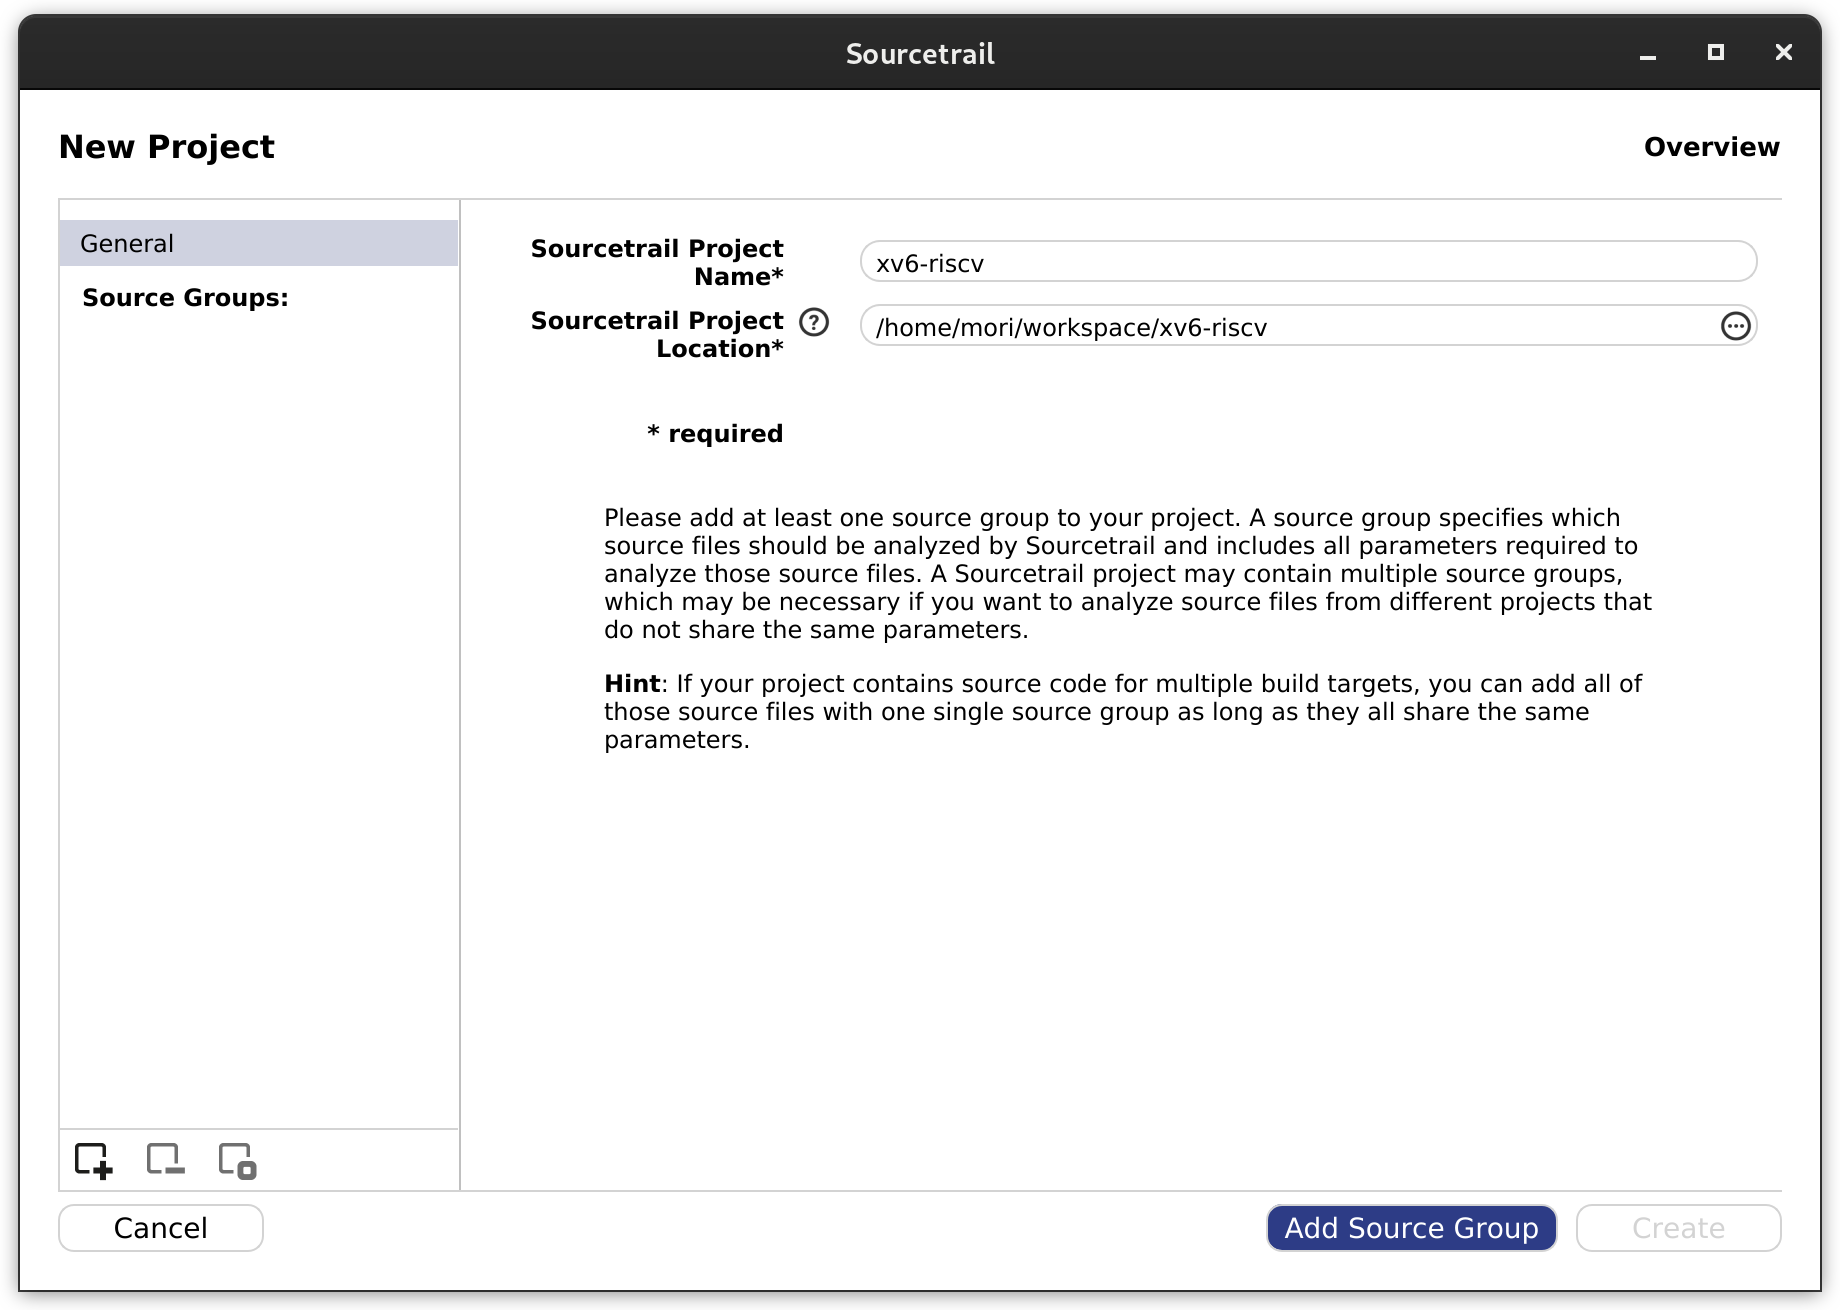 Sourcetrail
New Project
Overview
General
Source Groups:
Sourcetrail Project
Name*
xv6-riscv
Sourcetrail Project
Location*
?
/home/mori/workspace/xv6-riscv
* required
Please add at least one source group to your project. A source group specifies which
source files should be analyzed by Sourcetrail and includes all parameters required to
analyze those source files. A Sourcetrail project may contain multiple source groups,
which may be necessary if you want to analyze source files from different projects that
do not share the same parameters.
Hint: If your project contains source code for multiple build targets, you can add all of
those source files with one single source group as long as they all share the same
parameters.
Cancel
Add Source Group
Create